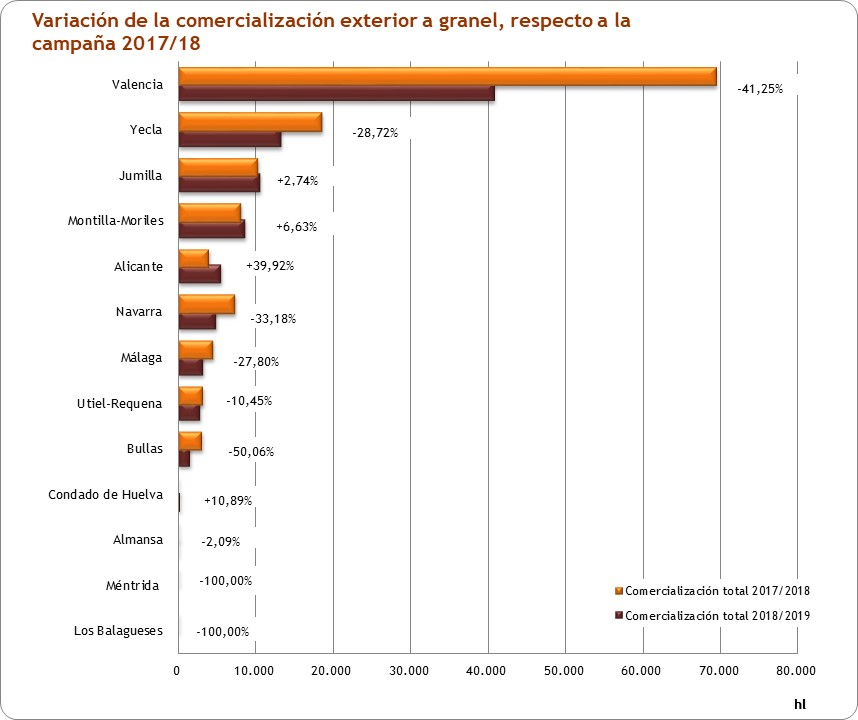 Variación de la comercialización exterior a granel, respecto a la
campaña 2017/18
Valencia
-41,25%
Yecla
-28,72%
Jumilla
+2,74%
Montilla-Moriles
+6,63%
Alicante
+39,92%
Navarra
-33,18%
Málaga
-27,80%
Utiel-Requena
-10,45%
Bullas
-50,06%
Condado de Huelva
+10,89%
Almansa
-2,09%
Méntrida
-100,00%
Los Balagueses
-100,00%
Comercialización total 2017/2018
Comercialización total 2018/2019
0 10.000 20.000 30.000 40.000 50.000 60.000 70.000 80.000
hl